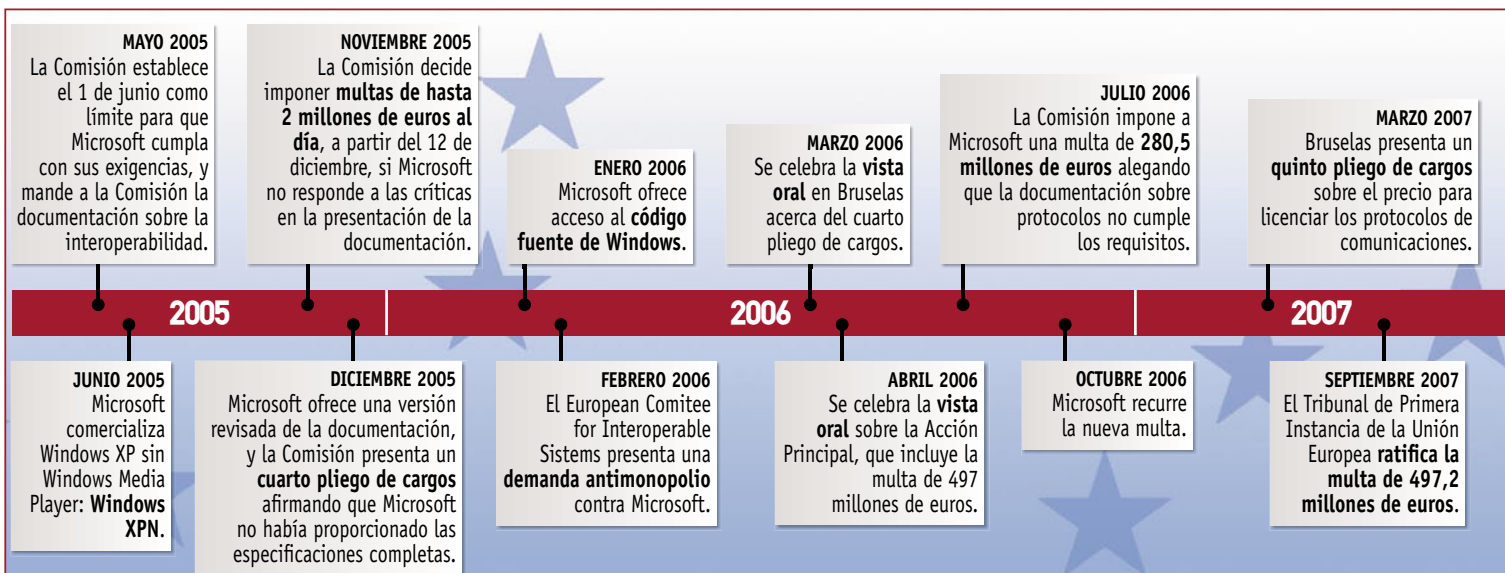 MAYO 2005
La Comisión establece
el 1 de junio como
límite para que
Microsoft cumpla
con sus exigencias, y
mande a la Comisión la
documentación sobre la
interoperabilidad.
NOVIEMBRE 2005
La Comisión decide
imponer multas de hasta
2 millones de euros al
día, a partir del 12 de
diciembre, si Microsoft
no responde a las críticas
en la presentación de la
documentación.
ENERO 2006
Microsoft ofrece
acceso al código
fuente de Windows.
MARZO 2006
Se celebra la vista
oral en Bruselas
acerca del cuarto
pliego de cargos.
JULIO 2006
La Comisión impone a
Microsoft una multa de 280,5
millones de euros alegando
que la documentación sobre
protocolos no cumple
los requisitos.
MARZO 2007
Bruselas presenta un
quinto pliego de cargos
sobre el precio para
licenciar los protocolos de
comunicaciones.
2005
2006
2007
JUNIO 2005
Microsoft
comercializa
Windows XP sin
Windows Media
Player: Windows
XPN.
DICIEMBRE 2005
Microsoft ofrece una versión
revisada de la documentación,
y la Comisión presenta un
cuarto pliego de cargos
afirmando que Microsoft
no había proporcionado las
especificaciones completas.
FEBRERO 2006
El European Comitee
for Interoperable
Sistems presenta una
demanda antimonopolio
contra Microsoft.
ABRIL 2006
Se celebra la vista
oral sobre la Acción
Principal, que incluye la
multa de 497
millones de euros.
OCTUBRE 2006
Microsoft recurre
la nueva multa.
SEPTIEMBRE 2007
El Tribunal de Primera
Instancia de la Unión
Europea ratifica la
multa de 497,2
millones de euros.